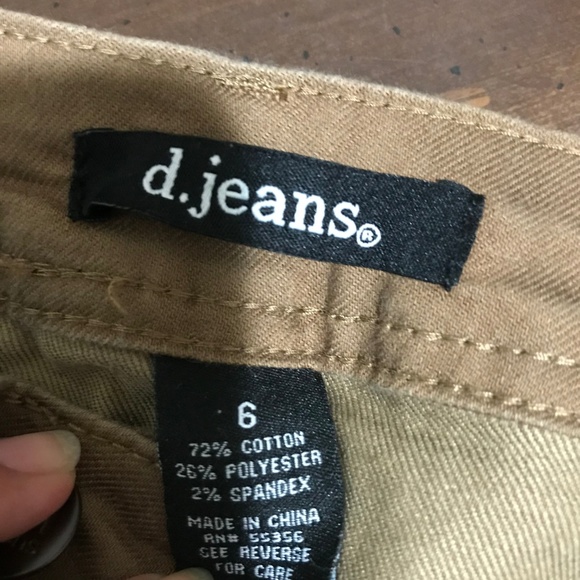 d.jeans®
6
72% COTTON
26% POLYESTER
2% SPANDEX
MADE IN CHINA
RN# 55356
SEE REVERSE
FOR CARE